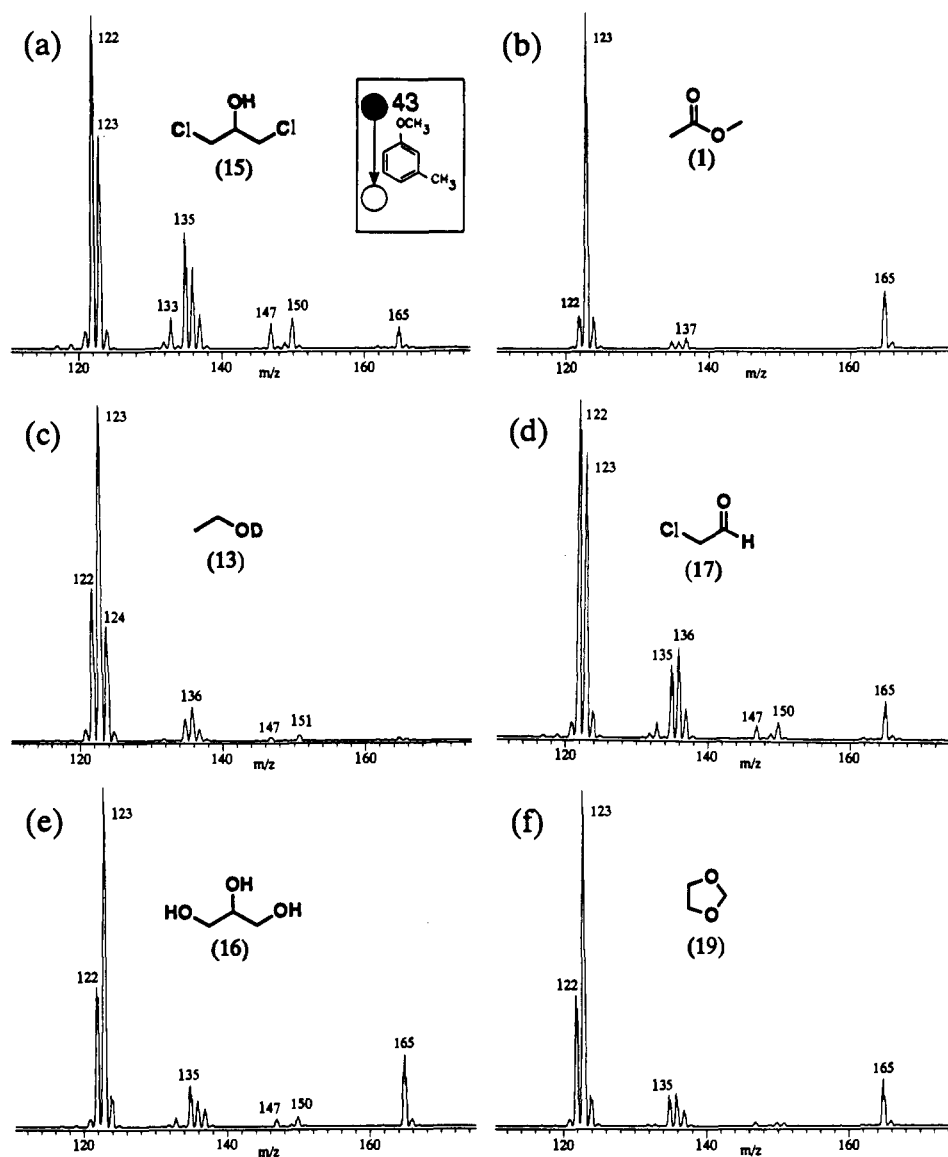 (a)
122
123
OH
Cl
Cl
(15)
43
OCH3
CH3
135
133
147
150
165
120
140
160
m/z
m/z
(b)
123
O
O
(1)
122
137
165
120
140
160
m/z
m/z
(c)
123
OD
(13)
122
124
136
147
151
120
140
160
m/z
m/z
(d)
122
123
O
Cl
H
(17)
135
136
147
150
165
120
140
160
m/z
m/z
(e)
123
OH
HO
OH
(16)
122
135
147
150
165
120
140
160
m/z
m/z
(f)
123
O
O
(19)
122
135
165
120
140
160
m/z
m/z